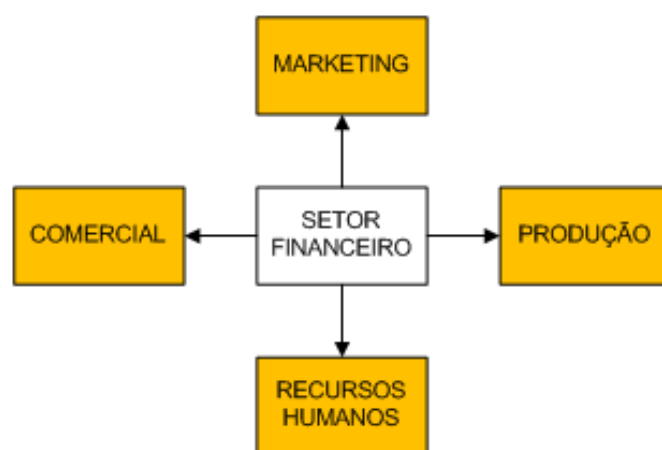 MARKETING
COMERCIAL
SETOR
FINANCEIRO
PRODUÇÃO
RECURSOS
HUMANOS